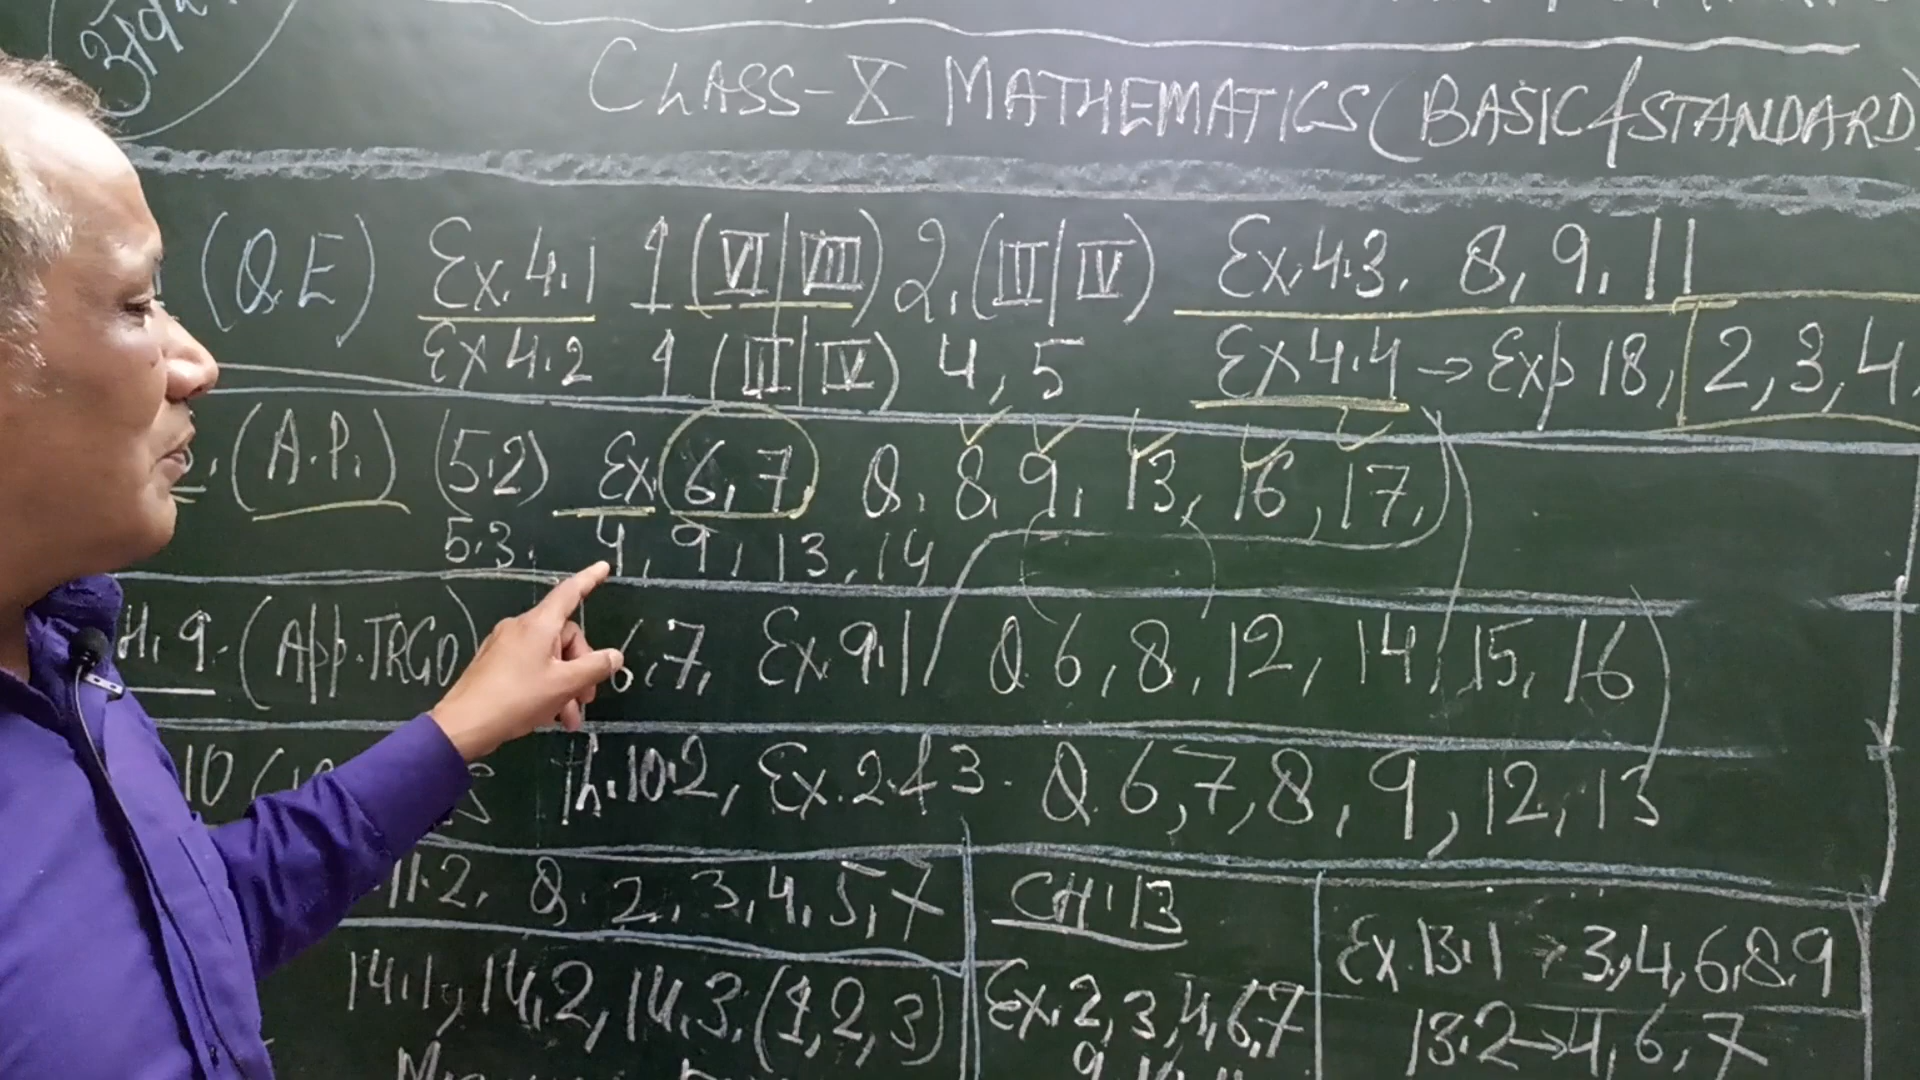 CLASS-X MATHEMATICS (BASIC & STANDARD)
(Q.E) Ex. 4.1 1 (VI|VIII) 2. (II|IV) Ex. 4.3. 8, 9, 11
Ex 4.2 1 (II|IV) 4, 5 Ex 4.4 → Exp 18, 2, 3, 4,
(A.P.) (5.2) Ex (6, 7) Q. 8, 9, 13, 16, 17,)
5.3. 4, 9, 13, 14
H. 9. (App. TRGO) 6, 7, Ex. 9.1 Q 6, 8, 12, 14, 15, 16)
10 Th. 10.2, Ex. 2 & 3. Q. 6, 7, 8, 9, 12, 13
11.2, Q. 2, 3, 4, 5, 7
CH. 13
Ex. 13.1 → 3, 4, 6, 8, 9
14.1, 14.2, 14.3. (1, 2, 3)
Ex. 2, 3, 4, 6, 7
13.2 → 4, 6, 7